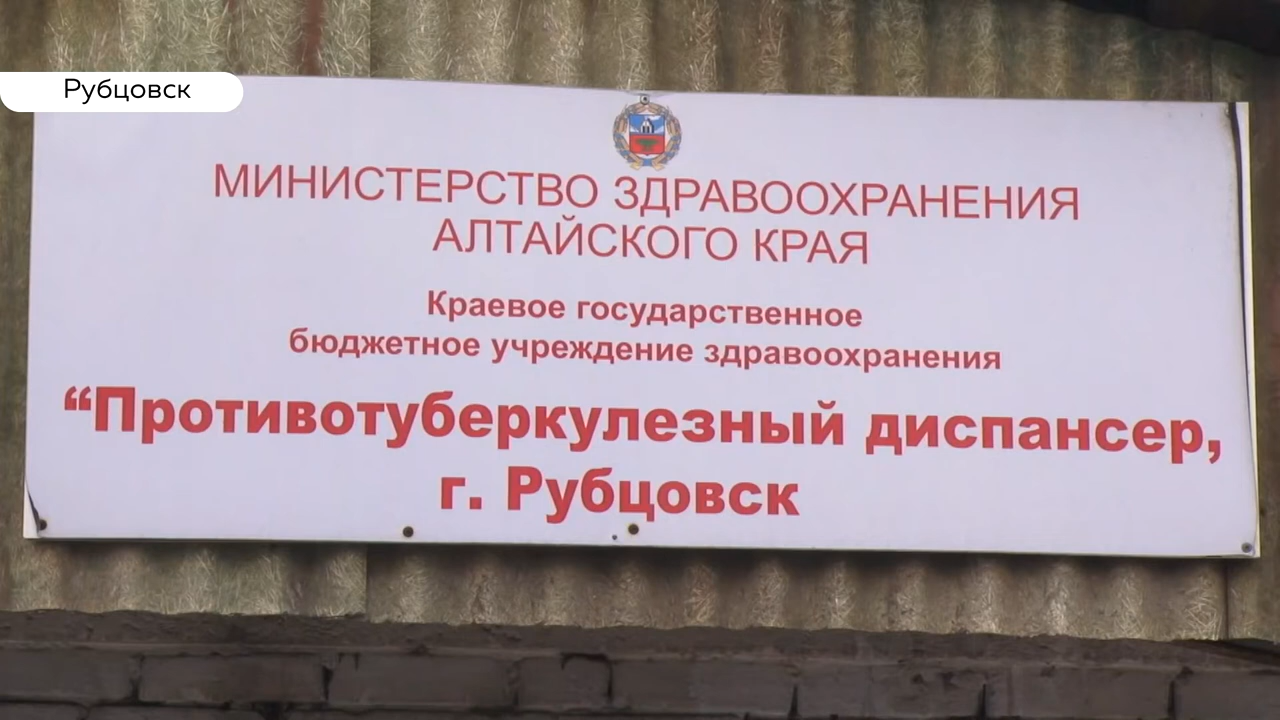 Рубцовск
МИНИСТЕРСТВО ЗДРАВООХРАНЕНИЯ
АЛТАЙСКОГО КРАЯ
Краевое государственное
бюджетное учреждение здравоохранения
“Противотуберкулезный диспансер,
г. Рубцовск